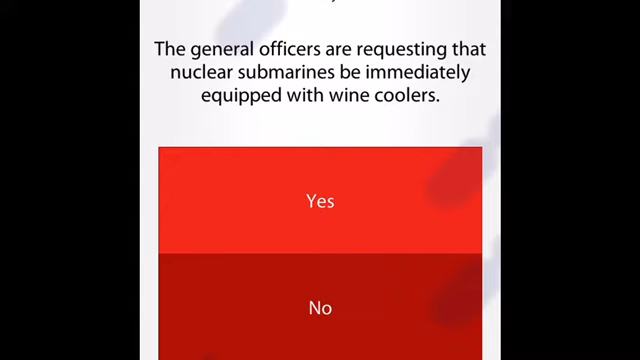 The general officers are requesting that
nuclear submarines be immediately
equipped with wine coolers.
Yes
No